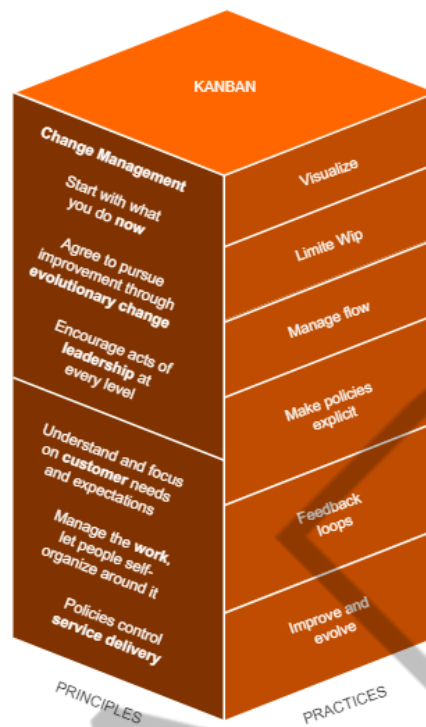 KANBAN
Change Management
Start with what
you do now
Agree to pursue
improvement through
evolutionary change
Encourage acts of
leadership at
every level
Understand and focus
on customer needs
and expectations
Manage the work,
let people self-
organize around it
Policies control
service delivery
PRINCIPLES
Visualize
Limite Wip
Manage flow
Make policies
explicit
Feedback
loops
Improve and
evolve
PRACTICES